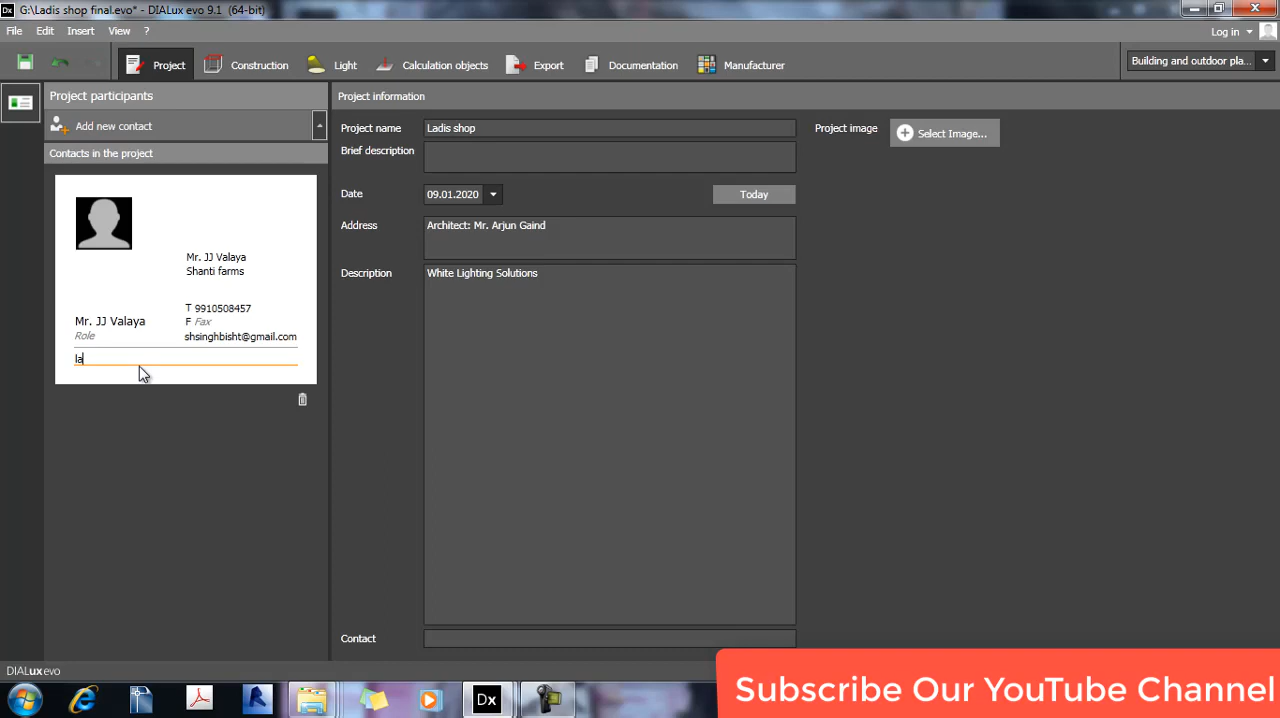 G:\Ladis shop final.evo* - DIALux evo 9.1 (64-bit)
File Edit Insert View ? Log in
Project Construction Light Calculation objects Export Documentation Manufacturer Building and outdoor pla...
Project participants
Add new contact
Contacts in the project
Mr. JJ Valaya
Shanti farms
T 9910508457
Mr. JJ Valaya F Fax
Role shsinghbisht@gmail.com
la
Project information
Project name Ladis shop
Brief description
Date 09.01.2020 Today
Address Architect: Mr. Arjun Gaind
Description White Lighting Solutions
Contact
Project image Select Image...
DIALux evo
Dx
Subscribe Our YouTube Channel